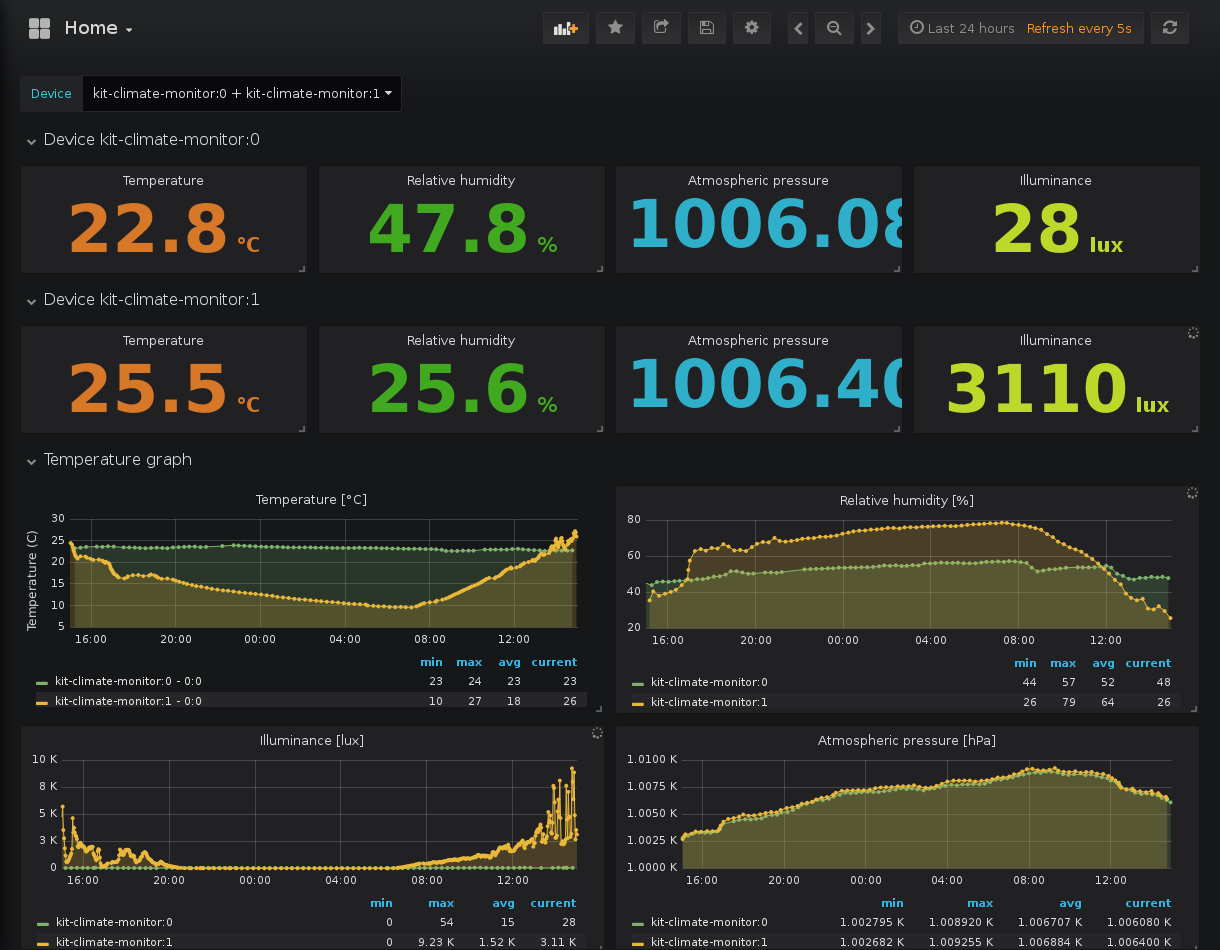 Home
Last 24 hours Refresh every 5s
Device kit-climate-monitor:0 + kit-climate-monitor:1
Device kit-climate-monitor:0
Temperature Relative humidity Atmospheric pressure Illuminance
22.8 °C 47.8 % 1006.08 28 lux
Device kit-climate-monitor:1
Temperature Relative humidity Atmospheric pressure Illuminance
25.5 °C 25.6 % 1006.40 3110 lux
Temperature graph
Temperature [°C]
Temperature (C)
30
25
20
15
10
5
16:00 20:00 00:00 04:00 08:00 12:00
min max avg current
kit-climate-monitor:0 - 0:0 23 24 23 23
kit-climate-monitor:1 - 0:0 10 27 18 26
Relative humidity [%]
80
60
40
20
16:00 20:00 00:00 04:00 08:00 12:00
min max avg current
kit-climate-monitor:0 44 57 52 48
kit-climate-monitor:1 26 79 64 26
Illuminance [lux]
10 K
8 K
5 K
3 K
0
16:00 20:00 00:00 04:00 08:00 12:00
min max avg current
kit-climate-monitor:0 0 54 15 28
kit-climate-monitor:1 0 9.23 K 1.52 K 3.11 K
Atmospheric pressure [hPa]
1.0100 K
1.0075 K
1.0050 K
1.0025 K
1.0000 K
16:00 20:00 00:00 04:00 08:00 12:00
min max avg current
kit-climate-monitor:0 1.002795 K 1.008920 K 1.006707 K 1.006080 K
kit-climate-monitor:1 1.002682 K 1.009255 K 1.006884 K 1.006400 K